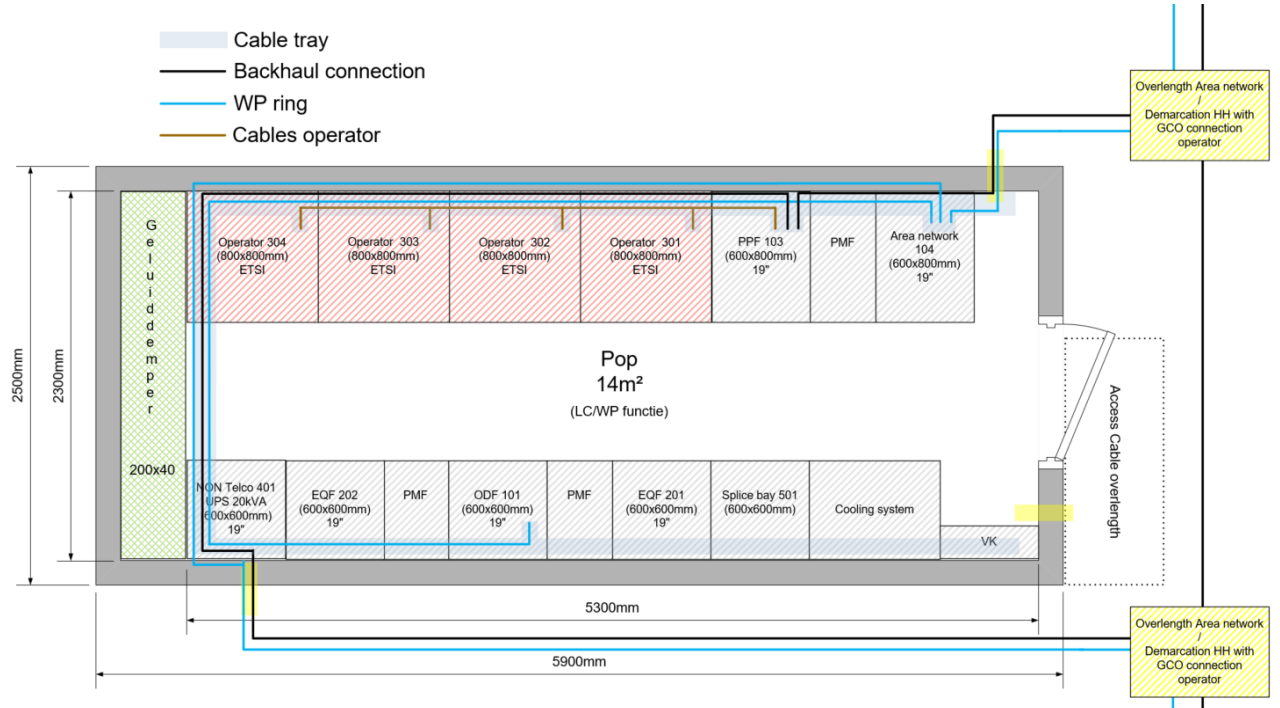 Cable tray
Backhaul connection
WP ring
Cables operator
Overlength Area network
/
Demarcation HH with
GCO connection
operator
2500mm
2300mm
Geluiddemper
200x40
Operator 304
(800x800mm)
ETSI
Operator 303
(800x800mm)
ETSI
Operator 302
(800x800mm)
ETSI
Operator 301
(800x800mm)
ETSI
PPF 103
(600x800mm)
19"
PMF
Area network
104
(600x800mm)
19"
Pop
14m²
(LC/WP functie)
Access Cable overlength
NON Telco 401
UPS 20kVA
(600x600mm)
19"
EQF 202
(600x600mm)
19"
PMF
ODF 101
(600x600mm)
19"
PMF
EQF 201
(600x600mm)
19"
Splice bay 501
(600x600mm)
Cooling system
VK
5300mm
5900mm
Overlength Area network
/
Demarcation HH with
GCO connection
operator